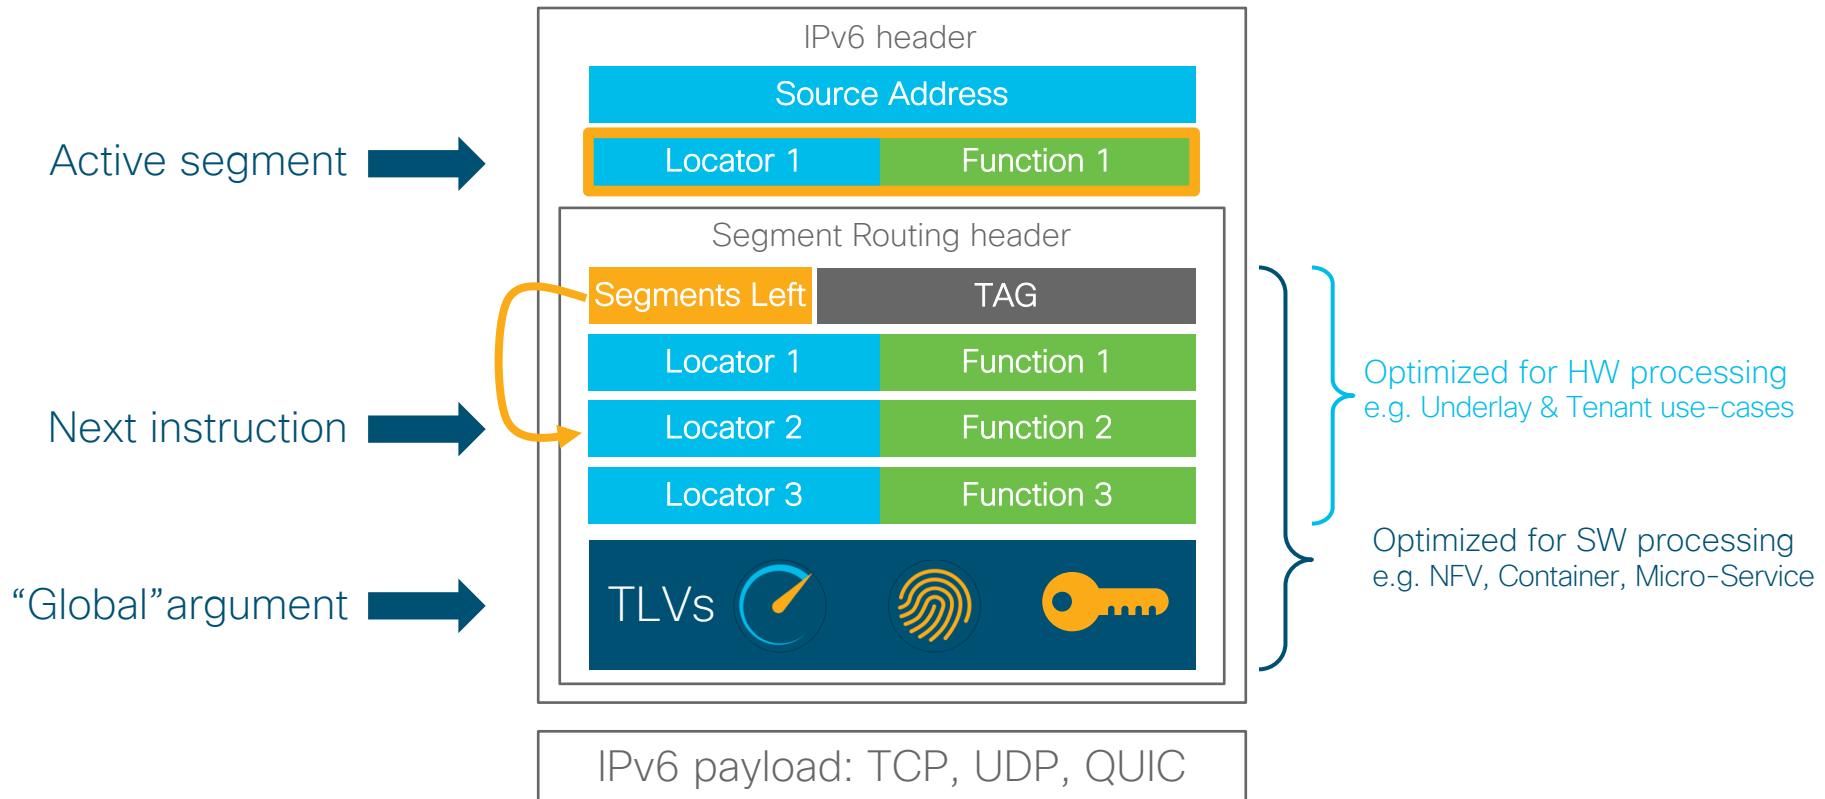 IPv6 header
Source Address
Active segment
Locator 1 Function 1
Segment Routing header
Segments Left TAG
Locator 1 Function 1
Next instruction
Locator 2 Function 2
Locator 3 Function 3
“Global”argument
TLVs
Optimized for HW processing
e.g. Underlay & Tenant use-cases
Optimized for SW processing
e.g. NFV, Container, Micro-Service
IPv6 payload: TCP, UDP, QUIC